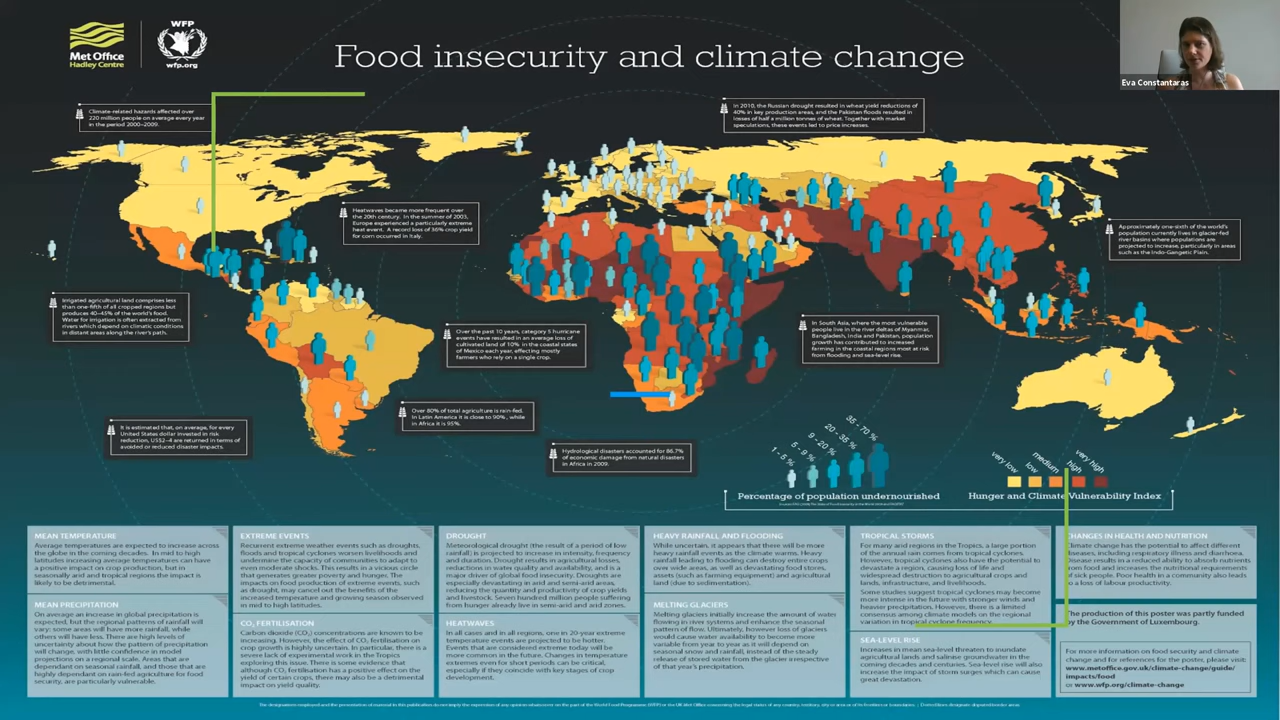 Met Office
Hadley Centre
WFP
wfp.org
Food insecurity and climate change
Eva Constantaras
Climate-related hazards affected over
220 million people on average every year
in the period 2000–2009.
In 2010, the Russian drought resulted in wheat yield reductions of
40% in key production areas, and the Pakistan floods resulted in
losses of half a million tonnes of wheat. Together with market
speculations, these events led to price increases.
Heatwaves became more frequent over
the 20th century. In the summer of 2003,
Europe experienced a particularly extreme
heat event. A record loss of 36% crop yield
for corn occurred in Italy.
Approximately one-sixth of the world's
population currently lives in glacier-fed
river basins where populations are
projected to increase, particularly in areas
such as the Indo-Gangetic Plain.
Irrigated agricultural land comprises less
than one-fifth of all cropped regions but
produces 40–45% of the world's food.
Water for irrigation is often extracted from
rivers which depend on climatic conditions
in distant areas along the river's path.
Over the past 10 years, category 5 hurricane
events have resulted in an average loss of
cultivated land of 10% in the coastal states
of Mexico each year, effecting mostly
farmers who rely on a single crop.
In South Asia, where the most vulnerable
people live in the river deltas of Myanmar,
Bangladesh, India and Pakistan, population
growth has contributed to increased
farming in the coastal regions most at risk
from flooding and sea-level rise.
Over 80% of total agriculture is rain-fed.
In Latin America it is close to 90%, while
in Africa it is 95%.
It is estimated that, on average, for every
United States dollar invested in risk
reduction, US$2–4 are returned in terms of
avoided or reduced disaster impacts.
Hydrological disasters accounted for 86.7%
of economic damage from natural disasters
in Africa in 2009.
1 - 5 %
5 - 9 %
9 - 20 %
20 - 35 %
35 - 70 %
Percentage of population undernourished
very low
low
medium
high
very high
Hunger and Climate Vulnerability Index
MEAN TEMPERATURE
Average temperatures are expected to increase across
the globe in the coming decades. In mid to high
latitudes increasing average temperatures can have
a positive impact on crop production, but in
seasonally arid and tropical regions the impact is
likely to be detrimental.
MEAN PRECIPITATION
On average an increase in global precipitation is
expected, but the regional patterns of rainfall will
vary: some areas will have more rainfall, while
others will have less. There are high levels of
uncertainty about how the pattern of precipitation
will change, with little confidence in model
projections on a regional scale. Areas that are
dependent on seasonal rainfall, and those that are
highly dependent on rain-fed agriculture for food
security, are particularly vulnerable.
EXTREME EVENTS
Recurrent extreme weather events such as droughts,
floods and tropical cyclones worsen livelihoods and
undermine the capacity of communities to adapt to
even moderate shocks. This results in a vicious circle
that generates greater poverty and hunger. The
impacts on food production of extreme events, such
as drought, may cancel out the benefits of the
increased temperature and growing season observed
in mid to high latitudes.
CO₂ FERTILISATION
Carbon dioxide (CO₂) concentrations are known to be
increasing. However, the effect of CO₂ fertilisation on
crop growth is highly uncertain. In particular, there is
a severe lack of experimental work in the Tropics
exploring this issue. There is some evidence that
although CO₂ fertilisation has a positive effect on the
yield of certain crops, there may also be a detrimental
impact on yield quality.
DROUGHT
Meteorological drought (the result of a period of low
rainfall) is projected to increase in intensity, frequency
and duration. Drought results in agricultural losses,
reductions in water quality and availability, and is a
major driver of global food insecurity. Droughts are
especially devastating in arid and semi-arid areas,
reducing the quantity and productivity of crop yields
and livestock. Seven hundred million people suffering
from hunger already live in semi-arid and arid zones.
HEATWAVES
In all cases and in all regions, one in 20-year extreme
temperature events are projected to be hotter.
Events that are considered extreme today will be
more common in the future. Changes in temperature
extremes even for short periods can be critical,
especially if they coincide with key stages of crop
development.
HEAVY RAINFALL AND FLOODING
While uncertain, it appears that there will be more
heavy rainfall events as the climate warms. Heavy
rainfall leading to flooding can destroy entire crops
over wide areas, as well as devastating food stores,
assets (such as farming equipment) and agricultural
land (due to sedimentation).
MELTING GLACIERS
Melting glaciers initially increase the amount of water
flowing in river systems and enhance the seasonal
pattern of flow. Ultimately, however loss of glaciers
would cause water availability to become more
variable from year to year as it will depend on
seasonal snow and rainfall, instead of the steady
release of stored water from the glacier irrespective
of that year's precipitation.
TROPICAL STORMS
For many arid regions in the Tropics, a large portion
of the annual rain comes from tropical cyclones.
However, tropical cyclones also have the potential to
devastate a region, causing loss of life and
widespread destruction to agricultural crops and
lands, infrastructure, and livelihoods.
Some studies suggest tropical cyclones may become
more intense in the future with stronger winds and
heavier precipitation. However, there is a limited
consensus among climate models on the regional
variation in tropical cyclone frequency.
SEA-LEVEL RISE
Increases in mean sea-level threaten to inundate
agricultural lands and salinise groundwater in the
coming decades and centuries. Sea-level rise will also
increase the impact of storm surges which can cause
great devastation.
CHANGES IN HEALTH AND NUTRITION
Climate change has the potential to affect different
diseases, including respiratory illness and diarrhoea.
Disease results in a reduced ability to absorb nutrients
from food and increases the nutritional requirements
of sick people. Poor health in a community also leads
to a loss of labour productivity.
The production of this poster was partly funded
by the Government of Luxembourg.
For more information on food security and climate
change and for references for the poster, please visit:
www.metoffice.gov.uk/climate-change/guide/
impacts/food
or www.wfp.org/climate-change